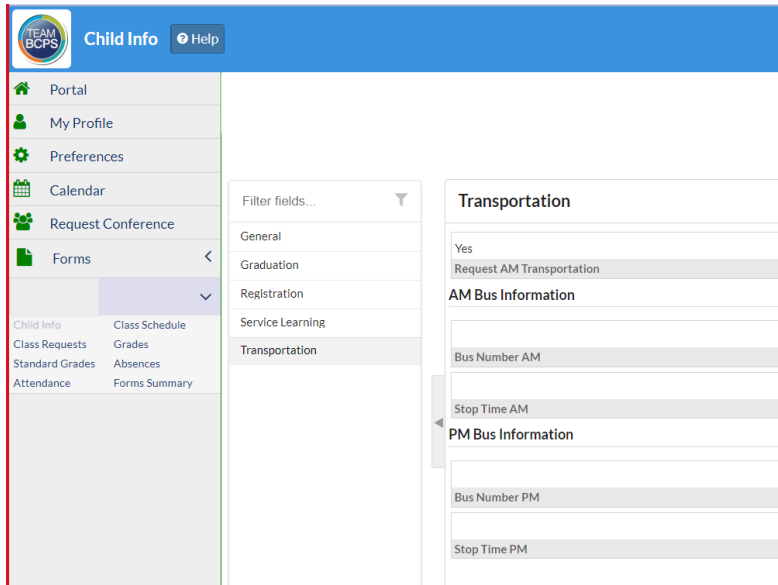 TEAM
BCPS
Child Info
? Help
Portal
My Profile
Preferences
Calendar
Request Conference
Forms
Child Info
Class Schedule
Class Requests
Grades
Standard Grades
Absences
Attendance
Forms Summary
Filter fields...
General
Graduation
Registration
Service Learning
Transportation
Transportation
Yes
Request AM Transportation
AM Bus Information
Bus Number AM
Stop Time AM
PM Bus Information
Bus Number PM
Stop Time PM